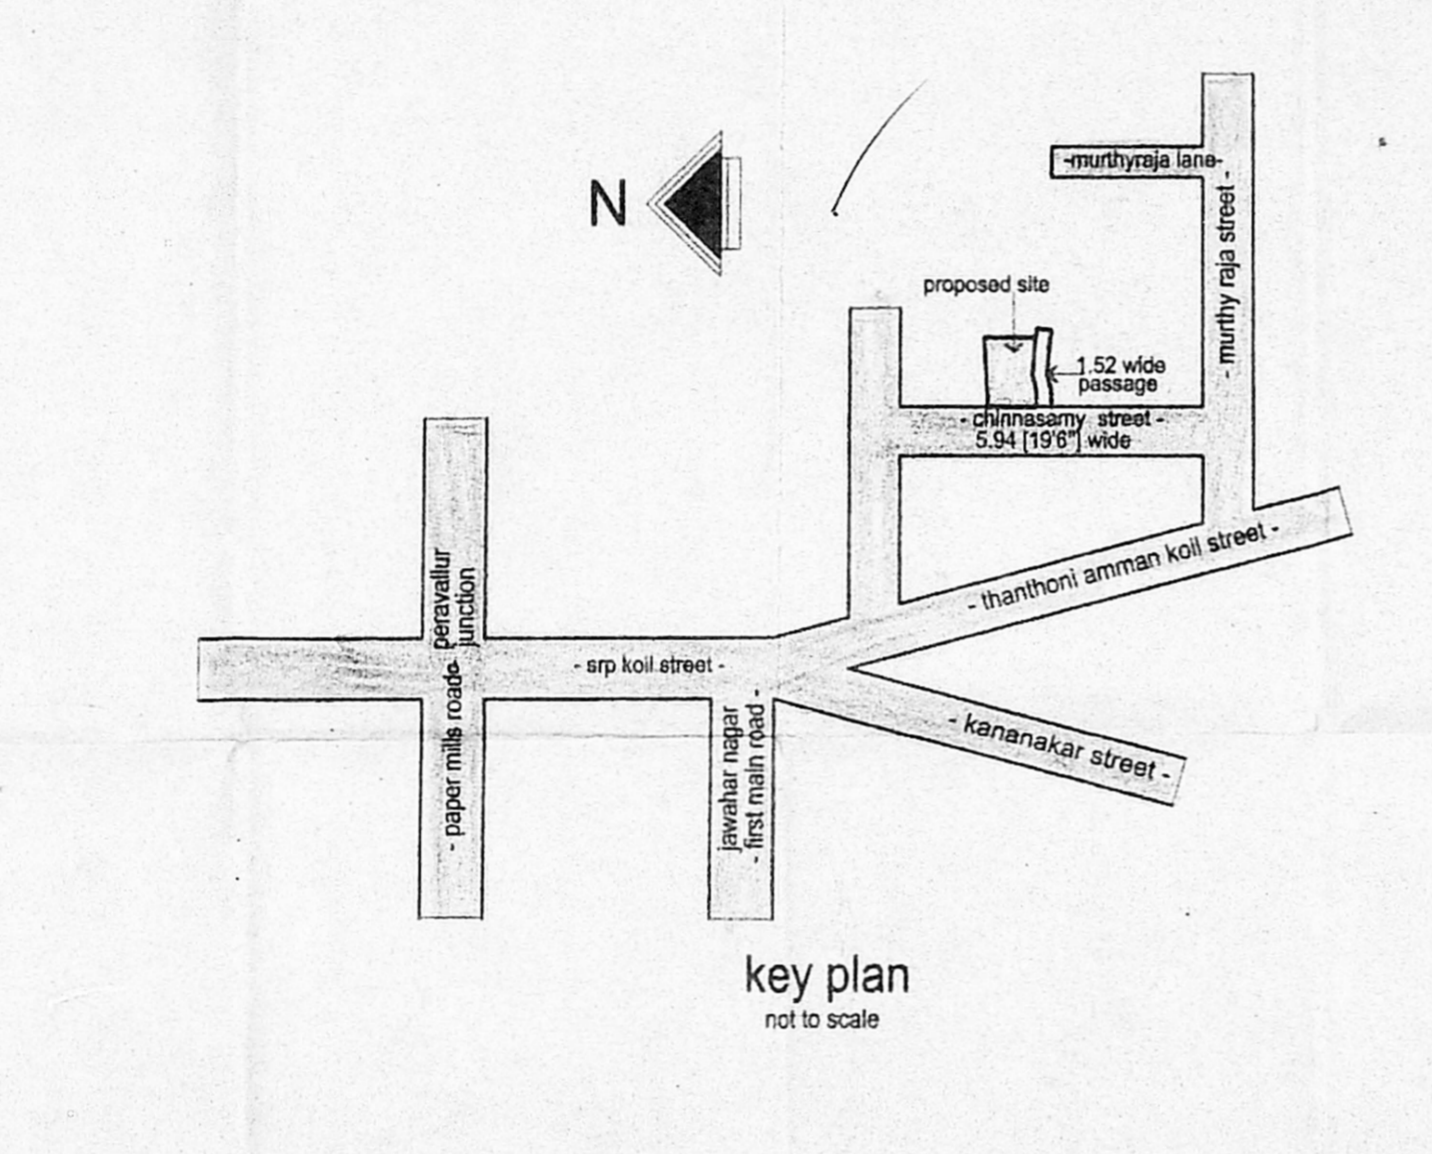 -murthyraja lane-
N
- murthy raja street -
proposed site
1.52 wide
passage
- chinnasamy street -
5.94 [19'6"] wide
- thanthoni amman koil street -
peravallur
junction
- srp koil street -
- paper mills road-
jawahar nagar
- first main road -
- kananakar street -
key plan
not to scale